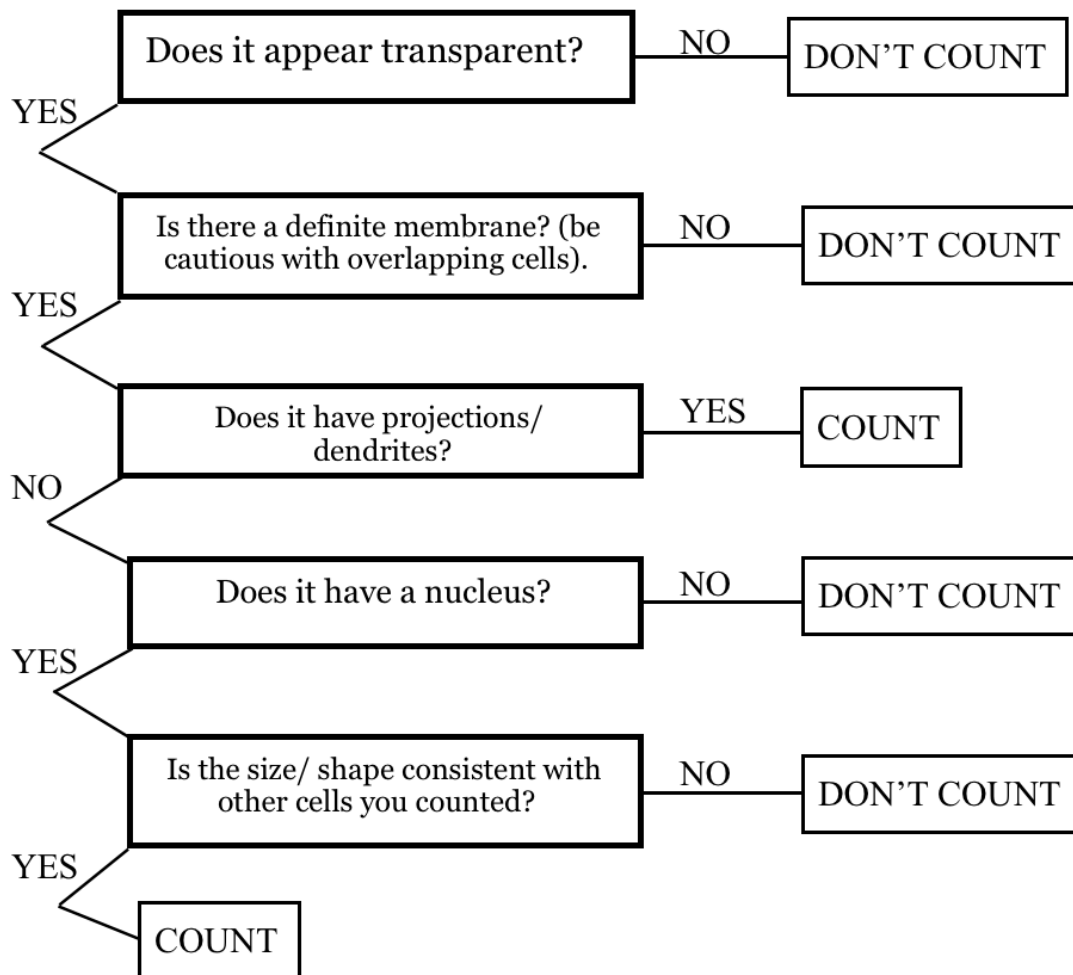 Does it appear transparent?
NO
DON’T COUNT
YES
Is there a definite membrane? (be
cautious with overlapping cells).
NO
DON’T COUNT
YES
Does it have projections/
dendrites?
YES
COUNT
NO
Does it have a nucleus?
NO
DON’T COUNT
YES
Is the size/ shape consistent with
other cells you counted?
NO
DON’T COUNT
YES
COUNT